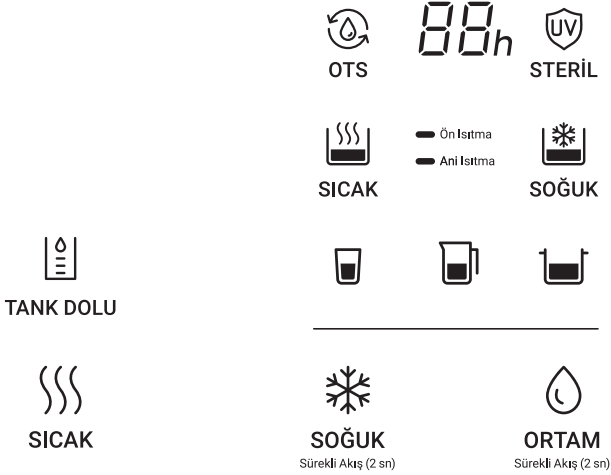 88h
UV
OTS
STERİL
Ön Isıtma
Ani Isıtma
SICAK
SOĞUK
TANK DOLU
SICAK
SOĞUK
Sürekli Akış (2 sn)
ORTAM
Sürekli Akış (2 sn)